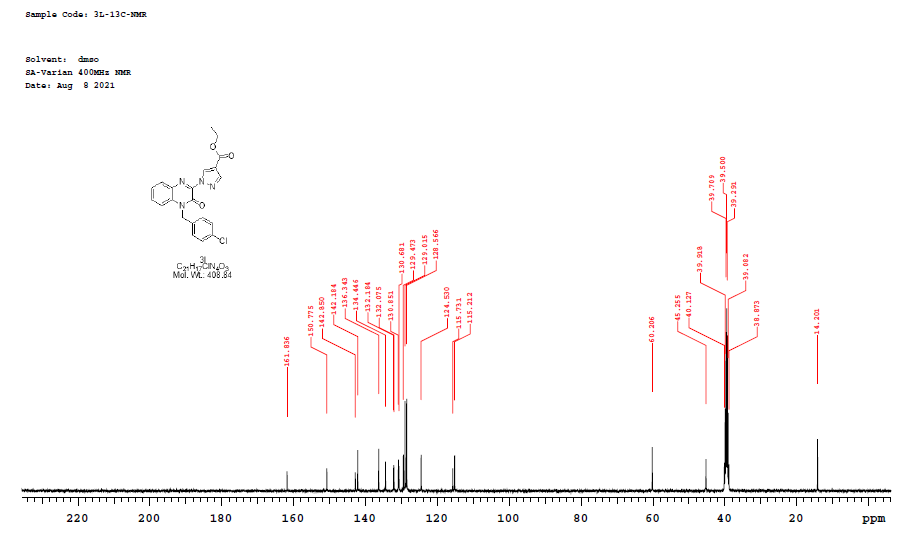 Sample Code: 3L-13C-NMR
Solvent: dmso
SA-Varian 400MHz NMR
Date: Aug 8 2021
O
O
N
N
N
N
O
Cl
3l
C21H17ClN4O3
Mol. Wt.: 408.84
161.836
150.775
142.850
142.184
136.343
134.446
132.184
132.075
130.851
130.681
129.473
129.015
128.566
124.530
115.731
115.212
60.206
45.255
40.127
39.918
39.709
39.500
39.291
39.082
38.873
14.201
220 200 180 160 140 120 100 80 60 40 20 ppm